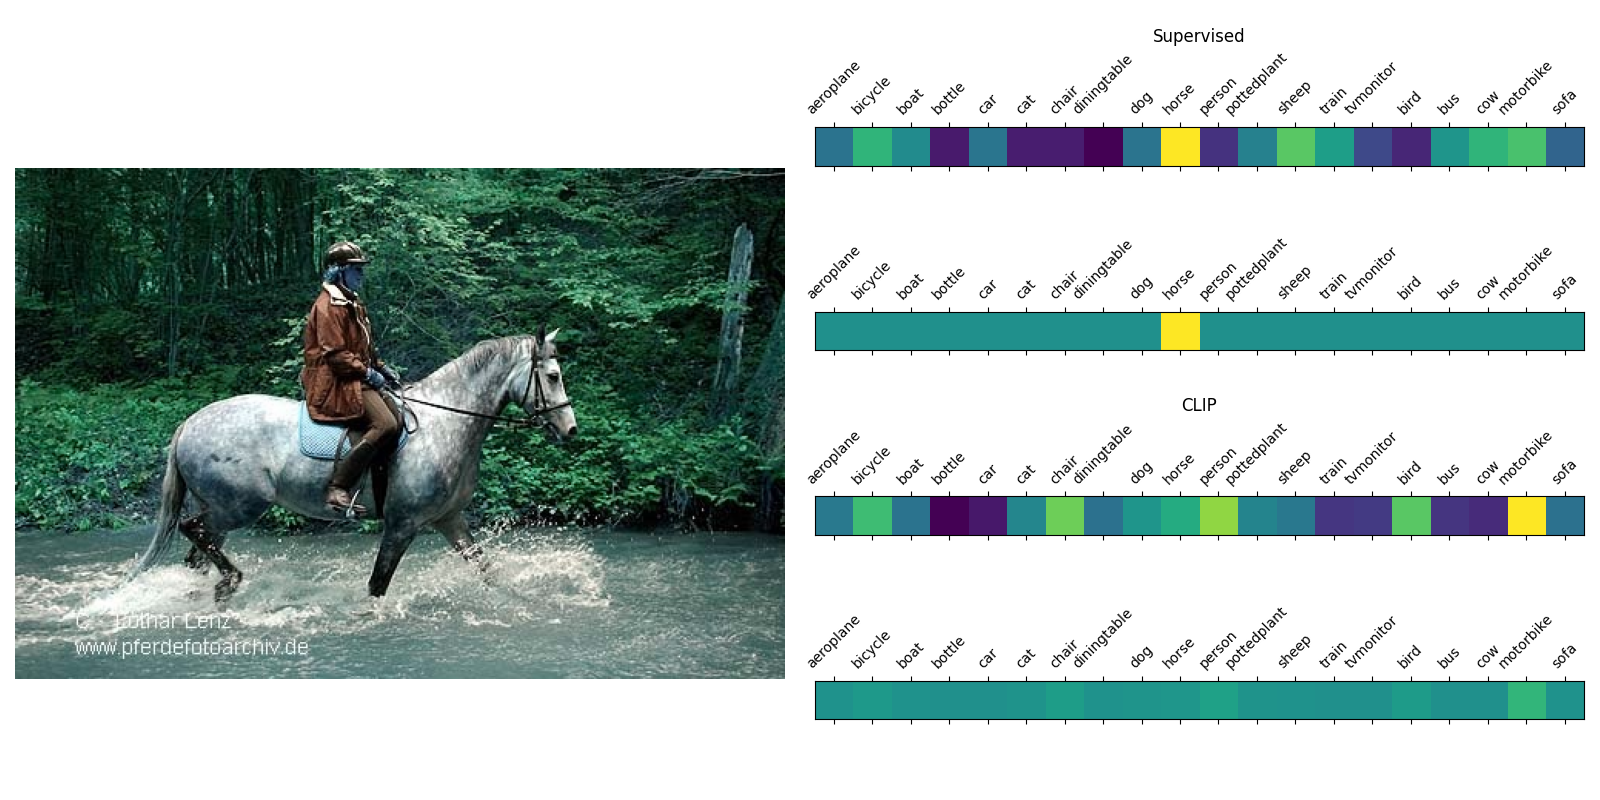 Supervised
aeroplane bicycle boat bottle car cat chair diningtable dog horse person pottedplant sheep train tvmonitor bird bus cow motorbike sofa
aeroplane bicycle boat bottle car cat chair diningtable dog horse person pottedplant sheep train tvmonitor bird bus cow motorbike sofa
CLIP
aeroplane bicycle boat bottle car cat chair diningtable dog horse person pottedplant sheep train tvmonitor bird bus cow motorbike sofa
aeroplane bicycle boat bottle car cat chair diningtable dog horse person pottedplant sheep train tvmonitor bird bus cow motorbike sofa
Lothar Lenz
www.pferdefotoarchiv.de